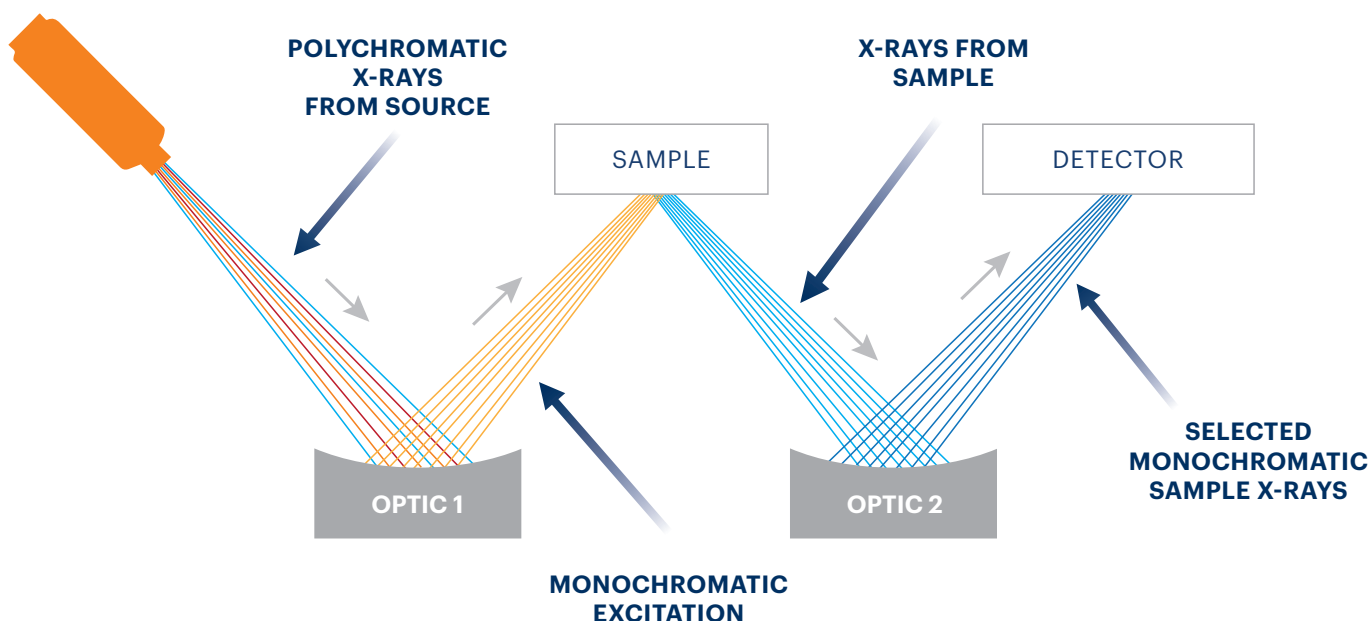 POLYCHROMATIC
X-RAYS
FROM SOURCE
X-RAYS FROM
SAMPLE
SAMPLE
DETECTOR
OPTIC 1
OPTIC 2
SELECTED
MONOCHROMATIC
SAMPLE X-RAYS
MONOCHROMATIC
EXCITATION